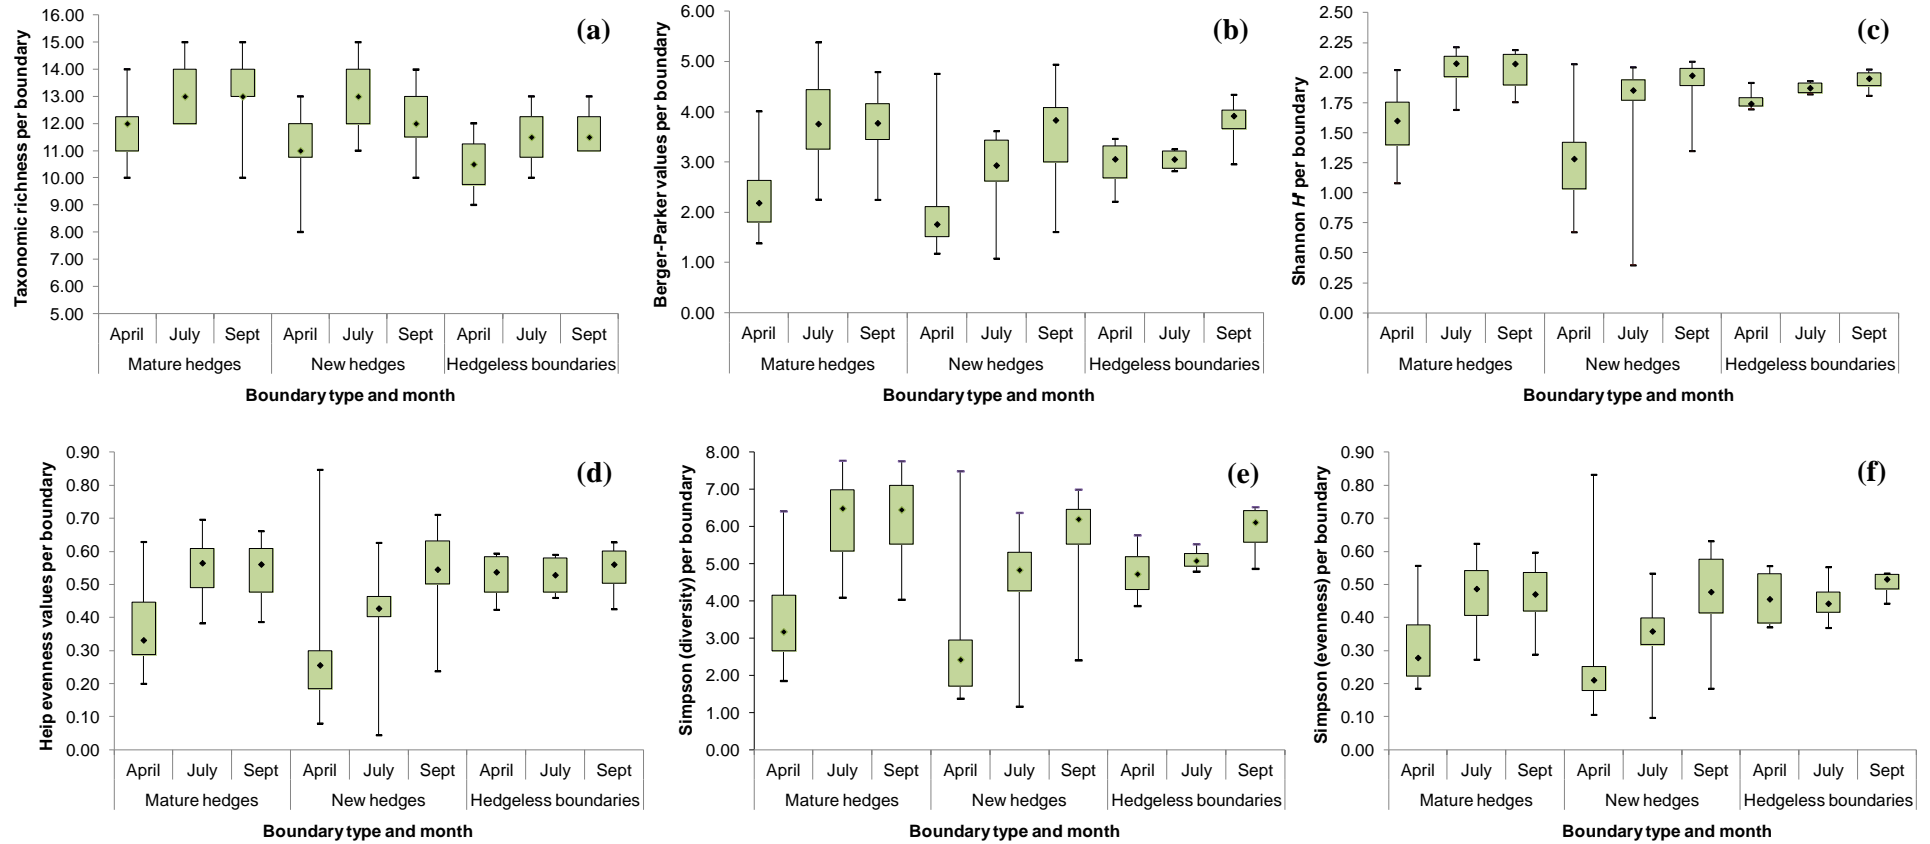 (a)
Taxonomic richness per boundary
16.00
15.00
14.00
13.00
12.00
11.00
10.00
9.00
8.00
7.00
6.00
5.00
April July Sept April July Sept April July Sept
Mature hedges New hedges Hedgeless boundaries
Boundary type and month
(b)
Berger-Parker values per boundary
6.00
5.00
4.00
3.00
2.00
1.00
0.00
April July Sept April July Sept April July Sept
Mature hedges New hedges Hedgeless boundaries
Boundary type and month
(c)
Shannon H' per boundary
2.50
2.25
2.00
1.75
1.50
1.25
1.00
0.75
0.50
0.25
0.00
April July Sept April July Sept April July Sept
Mature hedges New hedges Hedgeless boundaries
Boundary type and month
(d)
Heip evenness values per boundary
0.90
0.80
0.70
0.60
0.50
0.40
0.30
0.20
0.10
0.00
April July Sept April July Sept April July Sept
Mature hedges New hedges Hedgeless boundaries
Boundary type and month
(e)
Simpson (diversity) per boundary
8.00
7.00
6.00
5.00
4.00
3.00
2.00
1.00
0.00
April July Sept April July Sept April July Sept
Mature hedges New hedges Hedgeless boundaries
Boundary type and month
(f)
Simpson (evenness) per boundary
0.90
0.80
0.70
0.60
0.50
0.40
0.30
0.20
0.10
0.00
April July Sept April July Sept April July Sept
Mature hedges New hedges Hedgeless boundaries
Boundary type and month